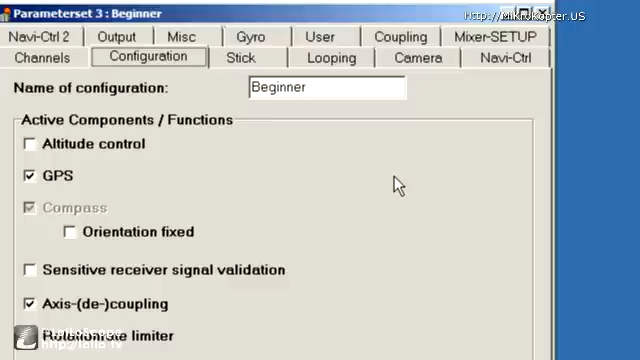 Parameterset 3 : Beginner
Http://MikroKopter.US
Navi-Ctrl 2 Output Misc Gyro User Coupling Mixer-SETUP
Channels Configuration Stick Looping Camera Navi-Ctrl
Name of configuration: Beginner
Active Components / Functions
Altitude control
GPS
Compass
Orientation fixed
Sensitive receiver signal validation
Axis-(de-)coupling
limiter